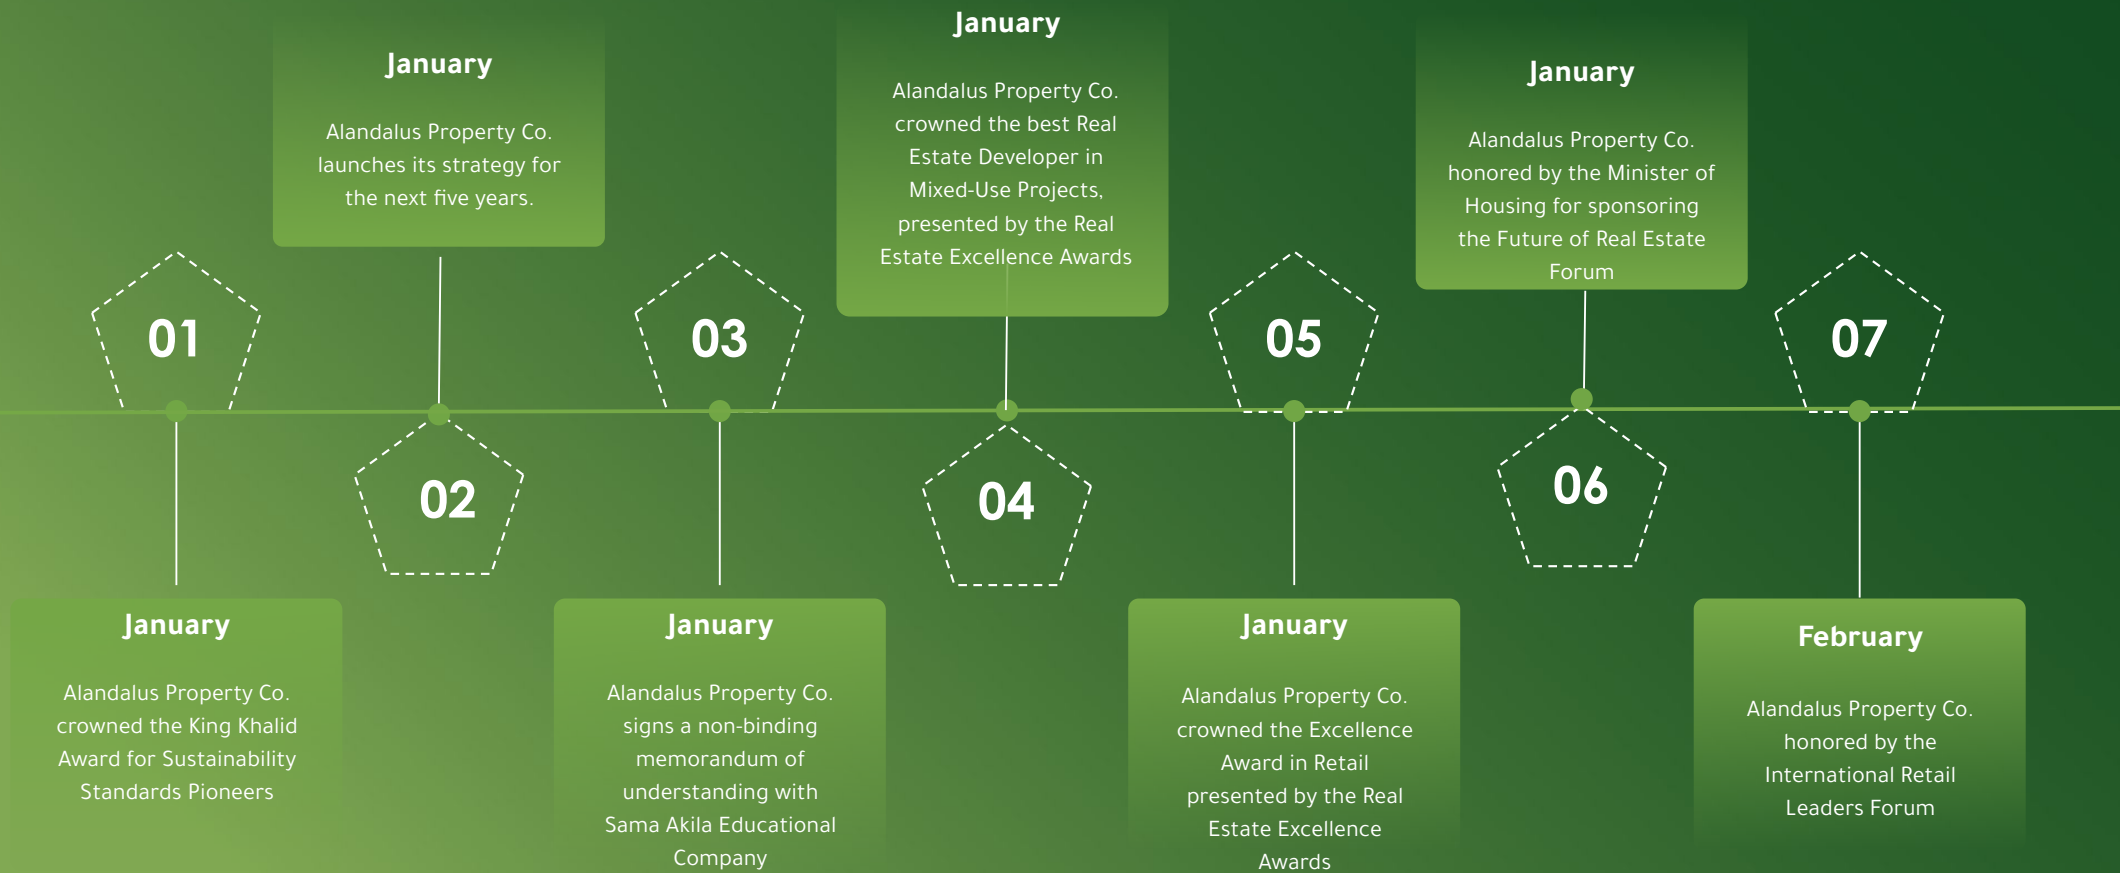 01
January
Alandalus Property Co.
crowned the King Khalid
Award for Sustainability
Standards Pioneers
02
January
Alandalus Property Co.
launches its strategy for
the next five years.
03
January
Alandalus Property Co.
signs a non-binding
memorandum of
understanding with
Sama Akila Educational
Company
04
January
Alandalus Property Co.
crowned the best Real
Estate Developer in
Mixed-Use Projects,
presented by the Real
Estate Excellence Awards
05
January
Alandalus Property Co.
crowned the Excellence
Award in Retail
presented by the Real
Estate Excellence
Awards
06
January
Alandalus Property Co.
honored by the Minister of
Housing for sponsoring
the Future of Real Estate
Forum
07
February
Alandalus Property Co.
honored by the
International Retail
Leaders Forum